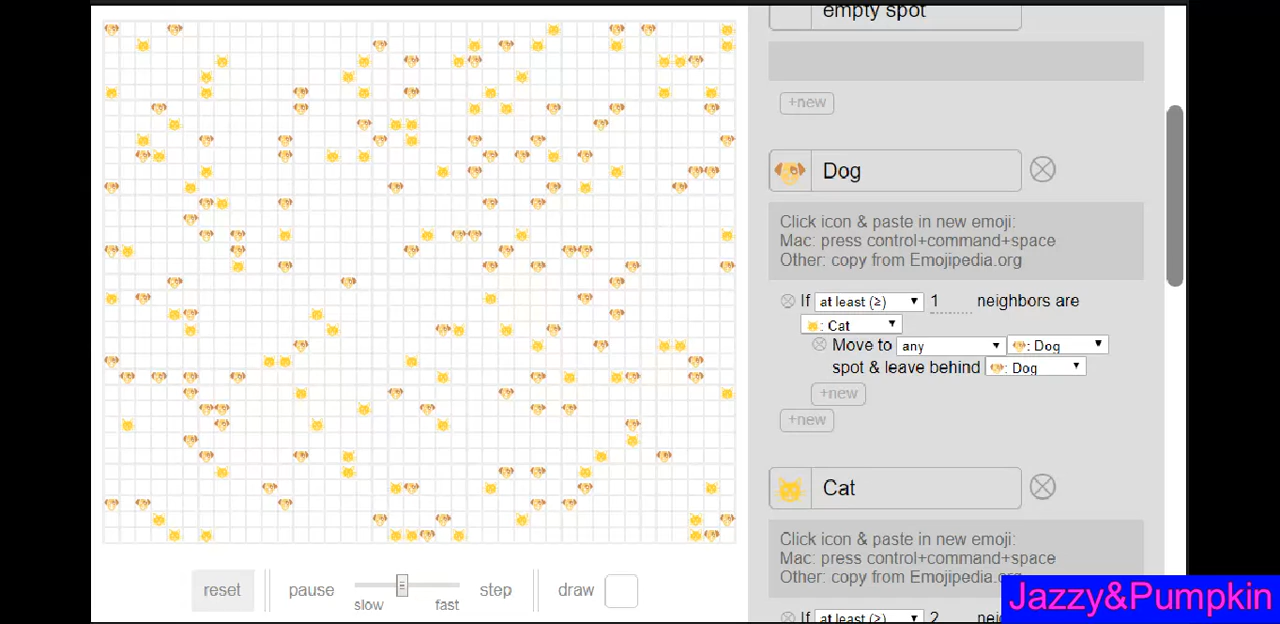 empty spot
+new
Dog
Click icon & paste in new emoji:
Mac: press control+command+space
Other: copy from Emojipedia.org
If at least (≥) 1 neighbors are
: Cat
Move to any : Dog
spot & leave behind : Dog
+new
+new
Cat
Click icon & paste in new emoji:
Mac: press control+command+space
Other: copy from Emojipedia.org
If at least (≥) 2
reset pause slow fast step draw
Jazzy&Pumpkin